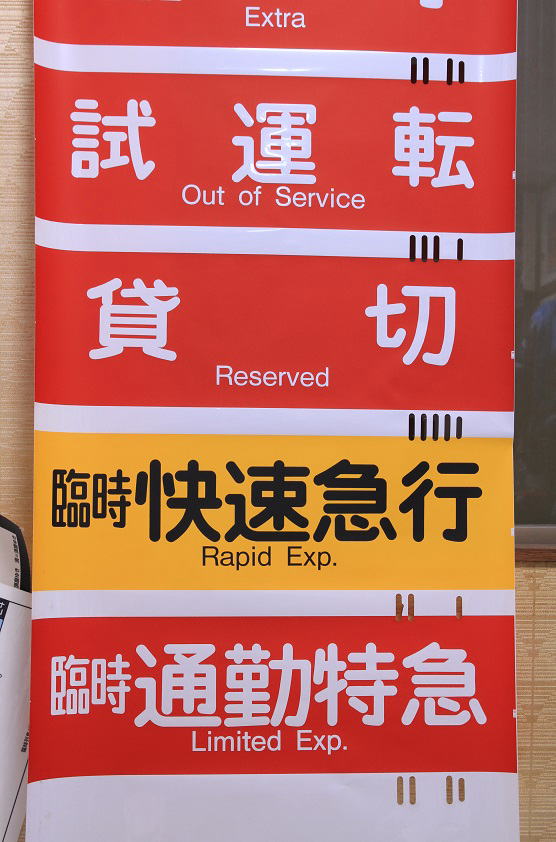 Extra
試運転
Out of Service
貸切
Reserved
臨時快速急行
Rapid Exp.
臨時通勤特急
Limited Exp.